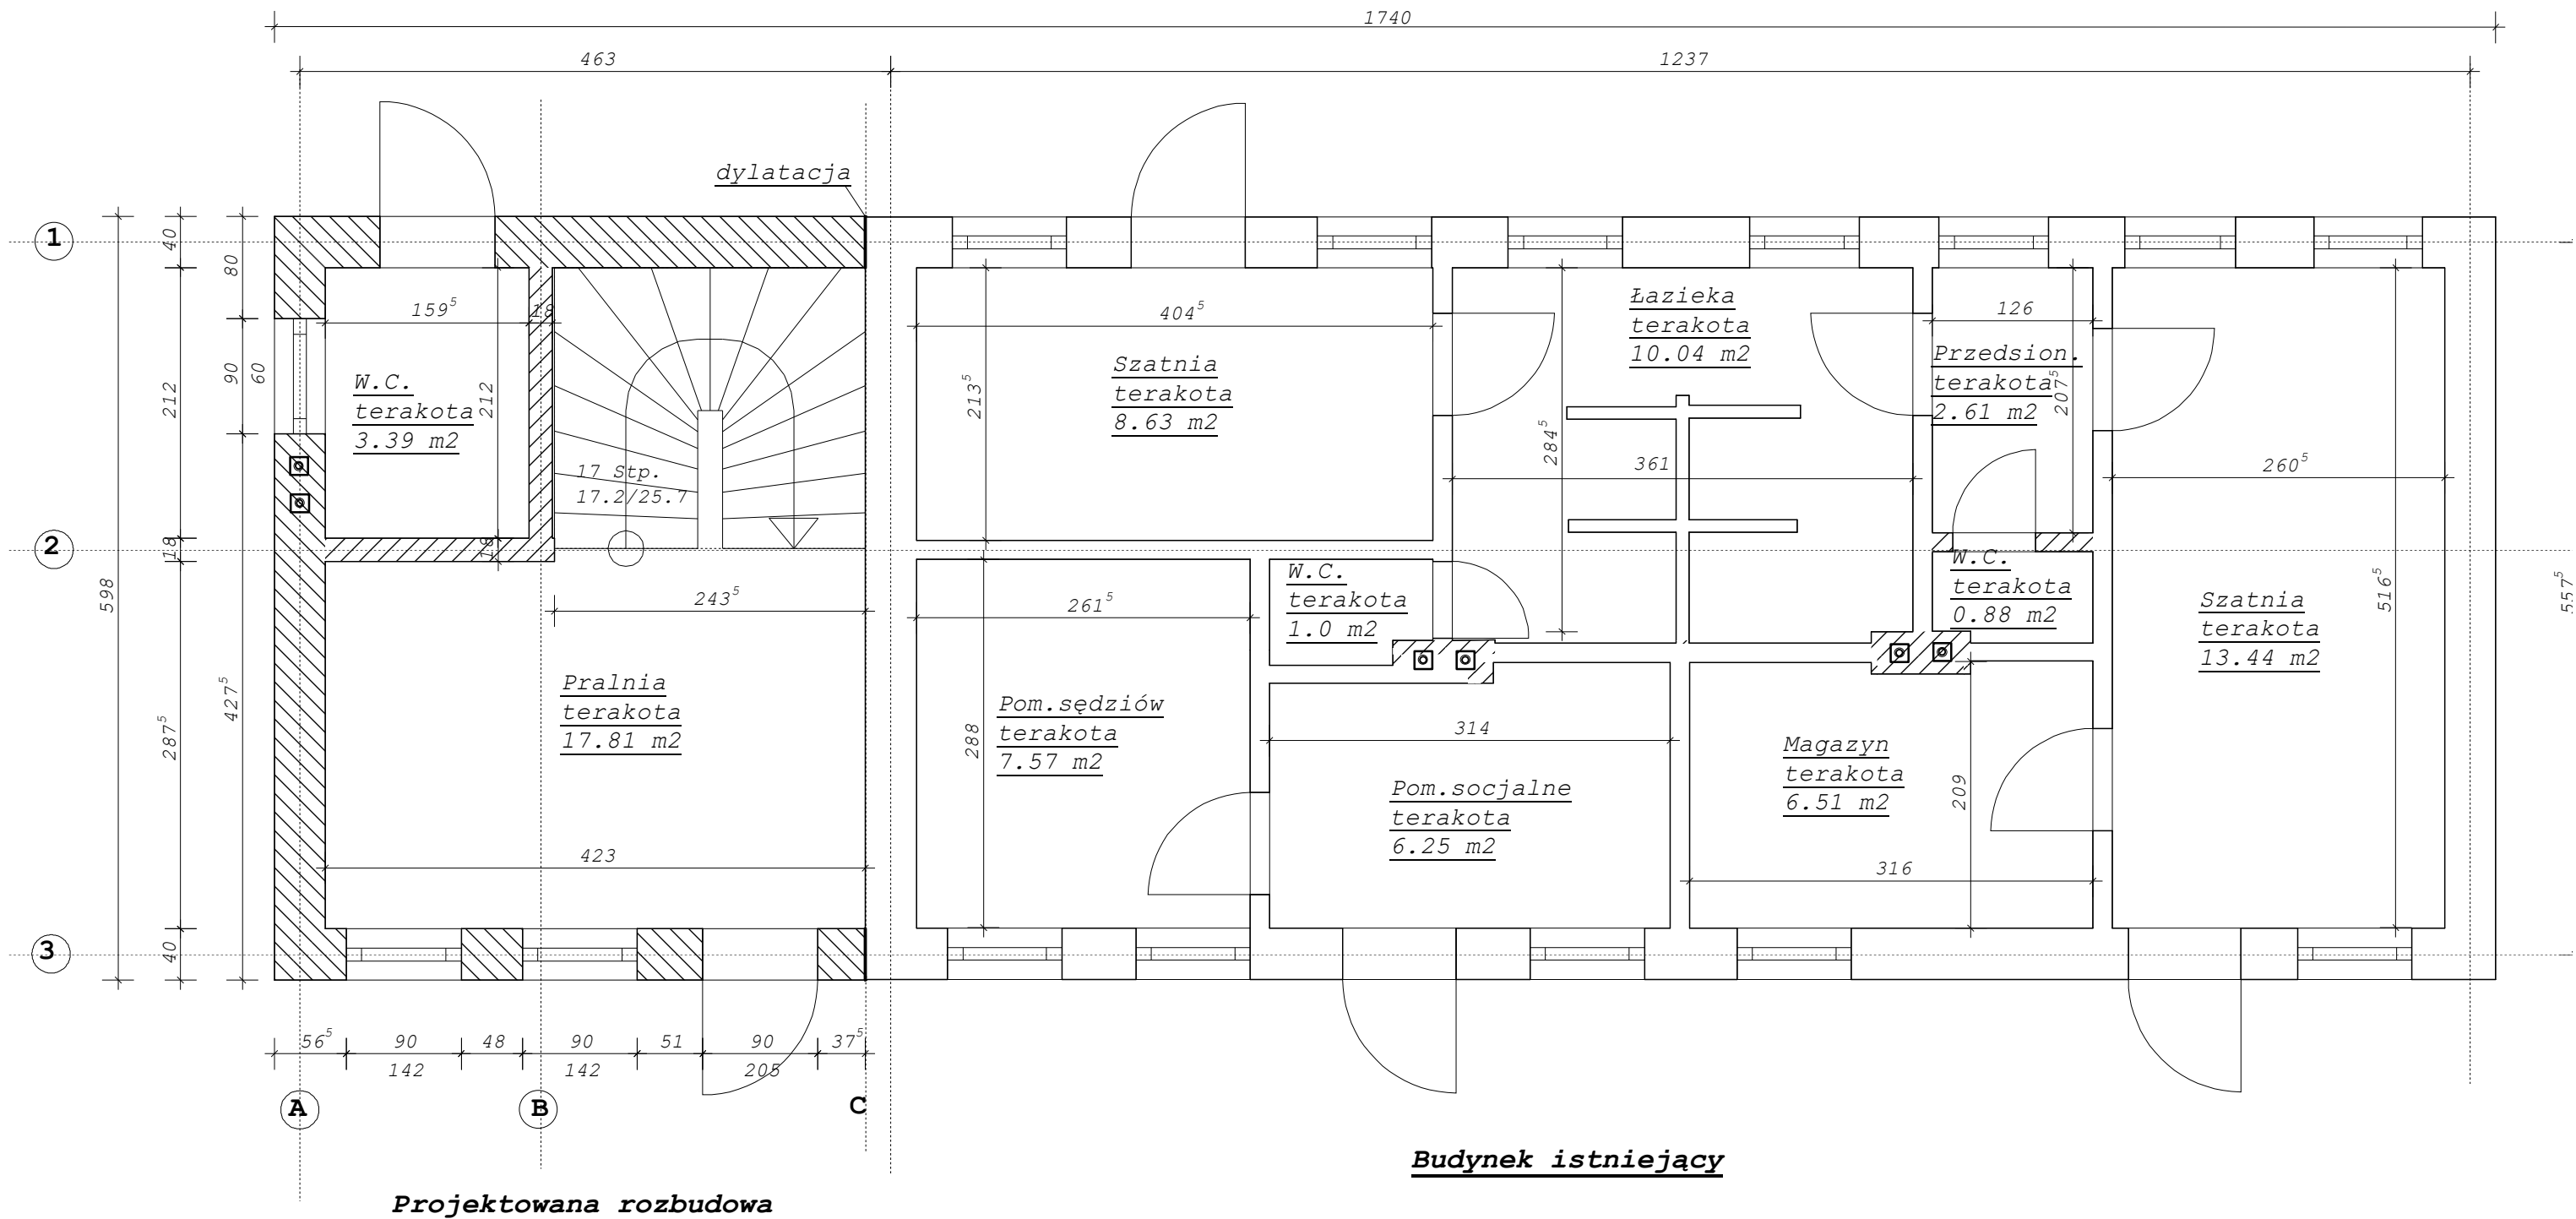 1740
463
1237
dylatacja
1
40
80
159⁵
18
404⁵
Łazieka
terakota
10.04 m2
126
Przedsion.
terakota
2.61 m2
207⁵
W.C.
terakota
3.39 m2
212
212
90
60
Szatnia
terakota
8.63 m2
213⁵
284⁵
361
260⁵
17 Stp.
17.2/25.7
2
18
18
598
427⁵
287⁵
243⁵
261⁵
W.C.
terakota
1.0 m2
W.C.
terakota
0.88 m2
Szatnia
terakota
13.44 m2
516⁵
557⁵
Pralnia
terakota
17.81 m2
Pom.sędziów
terakota
7.57 m2
288
314
Pom.socjalne
terakota
6.25 m2
Magazyn
terakota
6.51 m2
209
316
423
3
40
56⁵
90
48
90
51
90
37⁵
142
142
205
A
B
C
Budynek istniejący
Projektowana rozbudowa